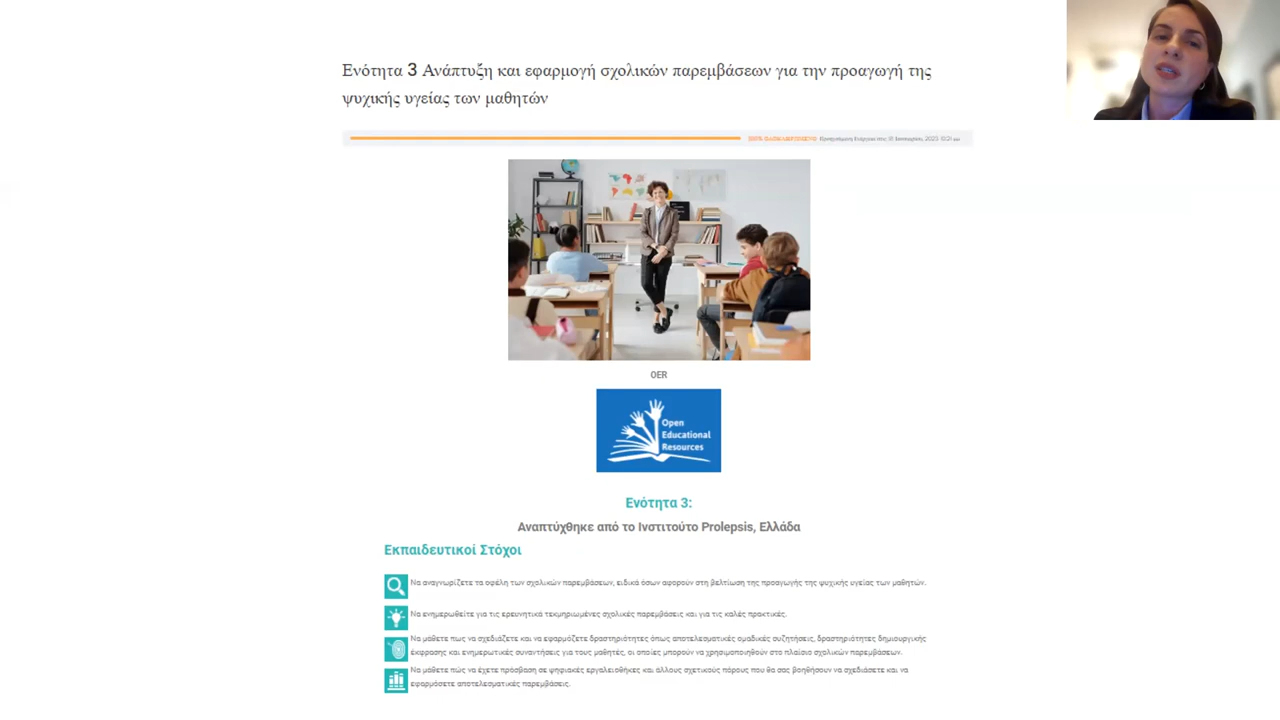 Ενότητα 3 Ανάπτυξη και εφαρμογή σχολικών παρεμβάσεων για την προαγωγή της
ψυχικής υγείας των μαθητών
OER
Open
Educational
Resources
Ενότητα 3:
Αναπτύχθηκε από το Ινστιτούτο Prolepsis, Ελλάδα
Εκπαιδευτικοί Στόχοι
Να αναγνωρίζετε τα οφέλη των σχολικών παρεμβάσεων, ειδικά όσων αφορούν στη βελτίωση της προαγωγής της ψυχικής υγείας των μαθητών.
Να ενημερωθείτε για τις ερευνητικά τεκμηριωμένες σχολικές παρεμβάσεις και για τις καλές πρακτικές.
Να μάθετε πως να σχεδιάζετε και να εφαρμόζετε δραστηριότητες όπως αποτελεσματικές ομαδικές συζητήσεις, δραστηριότητες δημιουργικής
έκφρασης και ενημερωτικές συναντήσεις για τους μαθητές, οι οποίες μπορούν να χρησιμοποιηθούν στο πλαίσιο σχολικών παρεμβάσεων.
Να μάθετε πώς να έχετε πρόσβαση σε ψηφιακές εργαλειοθήκες και άλλους σχετικούς πόρους που θα σας βοηθήσουν να σχεδιάσετε και να
εφαρμόσετε αποτελεσματικές παρεμβάσεις.